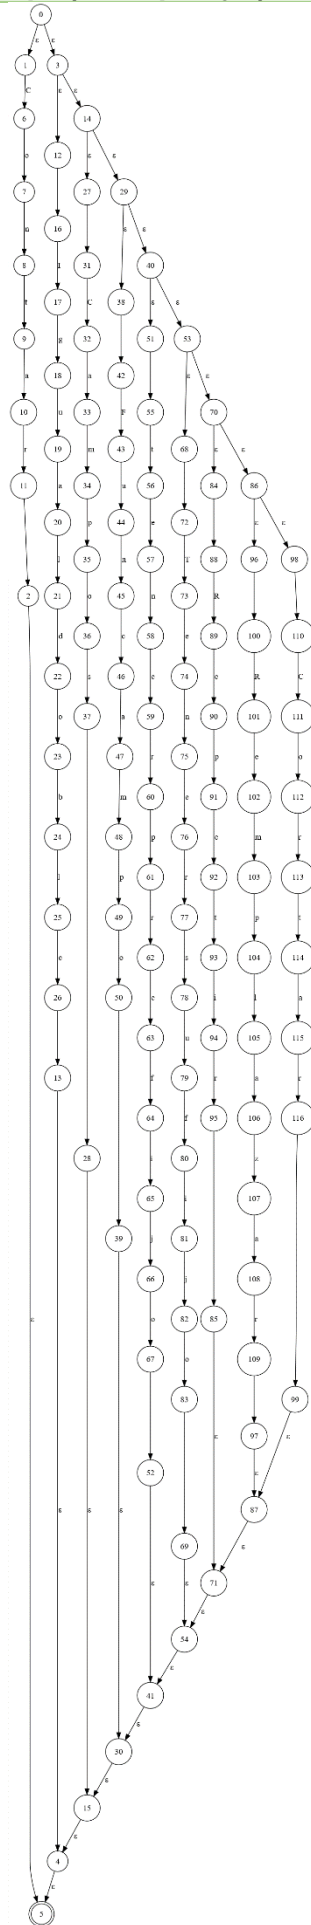 0
ε ε
1 3
C ε ε
6 14
o 12 ε ε
7 27 29
n 16 ε ε
8 31 40
t l C ε ε
9 17 32 38 51 53
a g a ε ε
10 18 33 42 55 70
r u m F t ε ε
11 19 34 43 56 68 84 86
a p u e ε ε
20 35 44 57 72 88 96 98
l o n n T R
2 21 36 45 58 73 89 100 110
d s c e e e R C
22 46 59 74 90 101 111
o 37 a r n p e o
23 47 60 75 91 102 112
b m p e e m r
24 48 61 76 92 103 113
l p r r t p t
25 49 62 77 93 104 114
e o e s i l a
26 50 63 78 94 105 115
f u r a r
13 64 79 95 106 116
i f z
28 65 80 107
j i a
39 66 81 108
o j r
67 82 85 109
ε o ε
83 99
52 97 ε
ε ε ε ε
69 87
ε ε
71
ε
54
ε
41
ε
30
ε
15
ε
4
ε
5